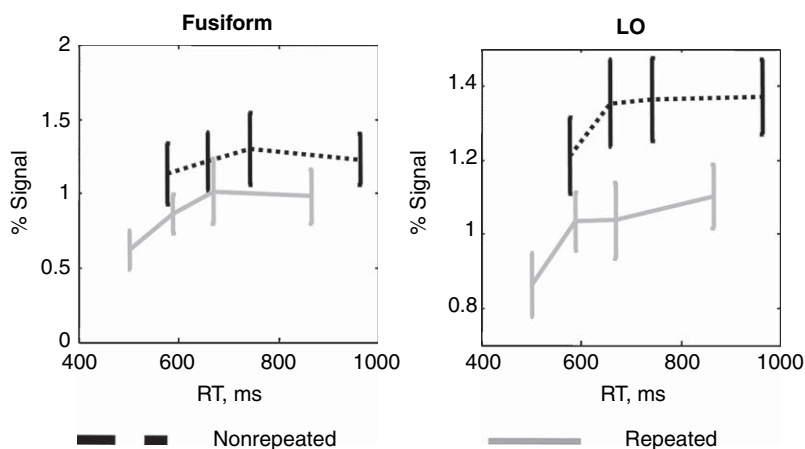 Fusiform
2
1.5
1
0.5
0
% Signal
400 600 800 1000
RT, ms
LO
1.4
1.2
1
0.8
% Signal
400 600 800 1000
RT, ms
Nonrepeated
Repeated